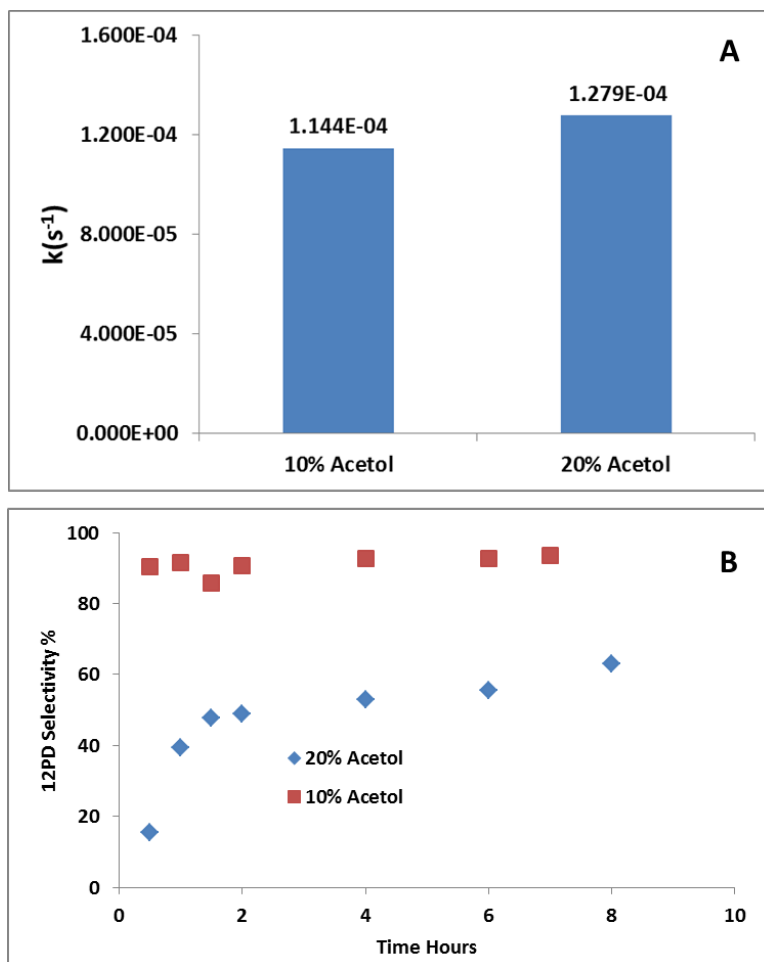 A
1.600E-04
1.279E-04
1.144E-04
1.200E-04
k(s⁻¹)
8.000E-05
4.000E-05
0.000E+00
10% Acetol
20% Acetol
B
100
80
60
40
20
0
12PD Selectivity %
20% Acetol
10% Acetol
0 2 4 6 8 10
Time Hours